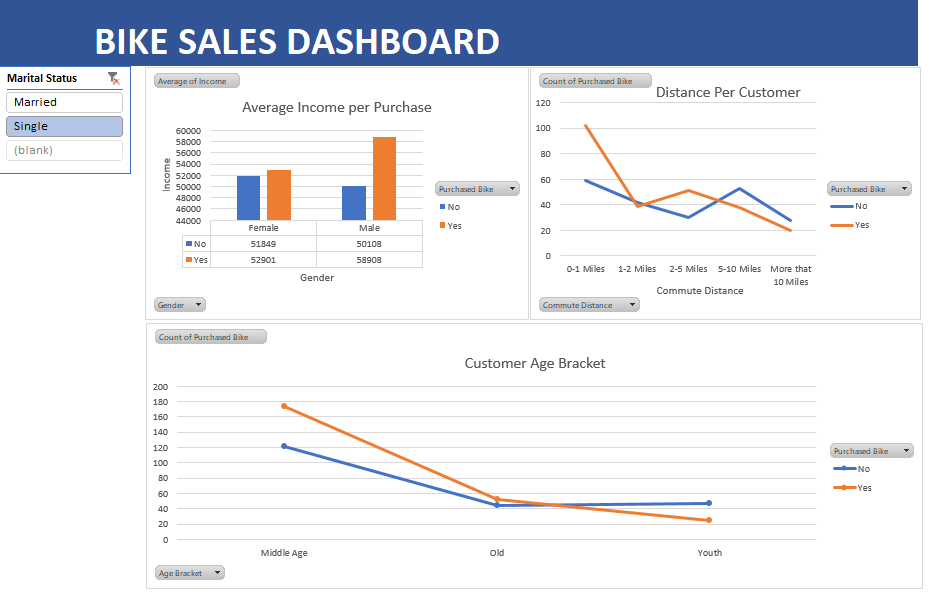 BIKE SALES DASHBOARD
Marital Status
Married
Single
(blank)
Average of Income
Average Income per Purchase
60000
58000
56000
54000
52000
50000
48000
46000
44000
Income
Female Male
No 51849 50108
Yes 52901 58908
Gender
Purchased Bike
No
Yes
Gender
Count of Purchased Bike
Distance Per Customer
120
100
80
60
40
20
0
0-1 Miles 1-2 Miles 2-5 Miles 5-10 Miles More that
10 Miles
Commute Distance
Purchased Bike
No
Yes
Commute Distance
Count of Purchased Bike
Customer Age Bracket
200
180
160
140
120
100
80
60
40
20
0
Middle Age Old Youth
Purchased Bike
No
Yes
Age Bracket